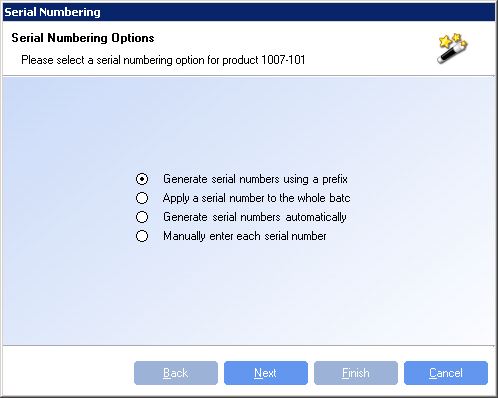 Serial Numbering
Serial Numbering Options
Please select a serial numbering option for product 1007-101
Generate serial numbers using a prefix
Apply a serial number to the whole batc
Generate serial numbers automatically
Manually enter each serial number
Back Next Finish Cancel